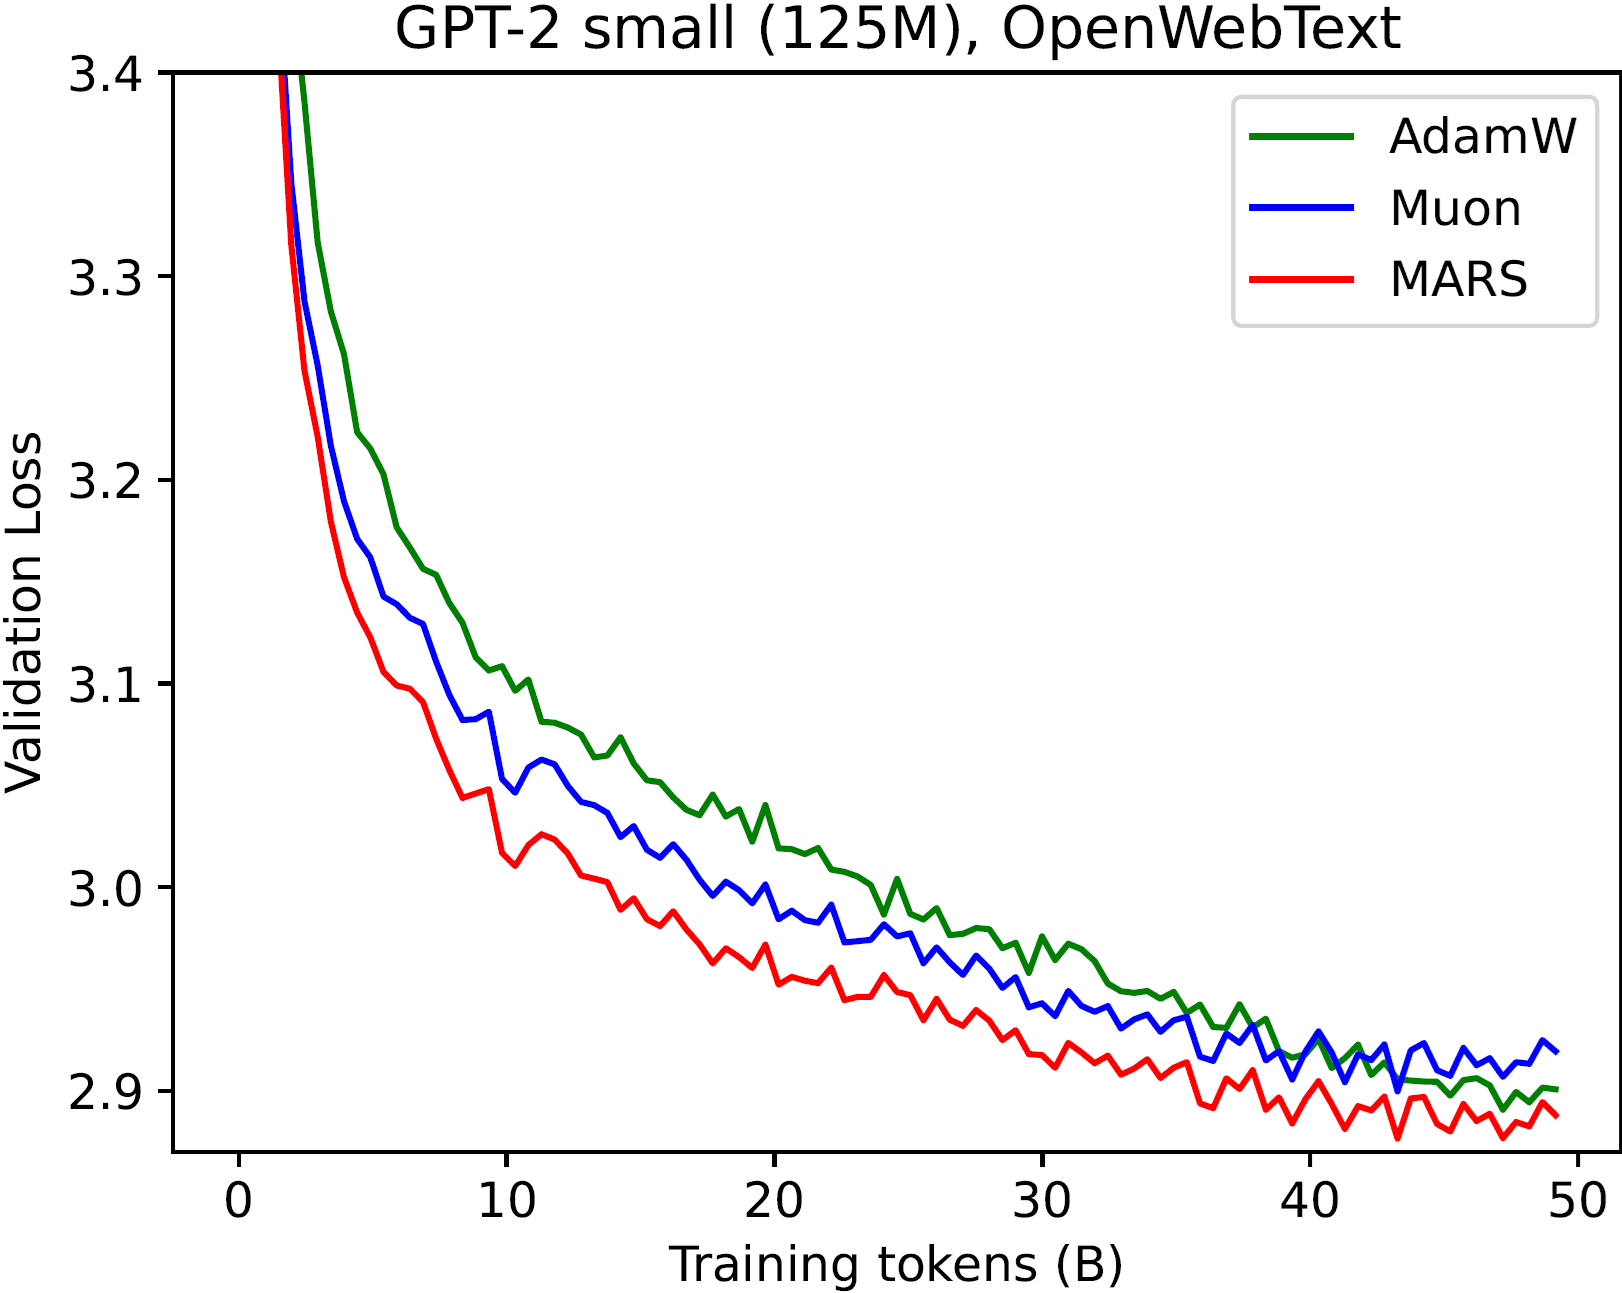 GPT-2 small (125M), OpenWebText
3.4
3.3
3.2
3.1
3.0
2.9
Validation Loss
AdamW
Muon
MARS
0 10 20 30 40 50
Training tokens (B)